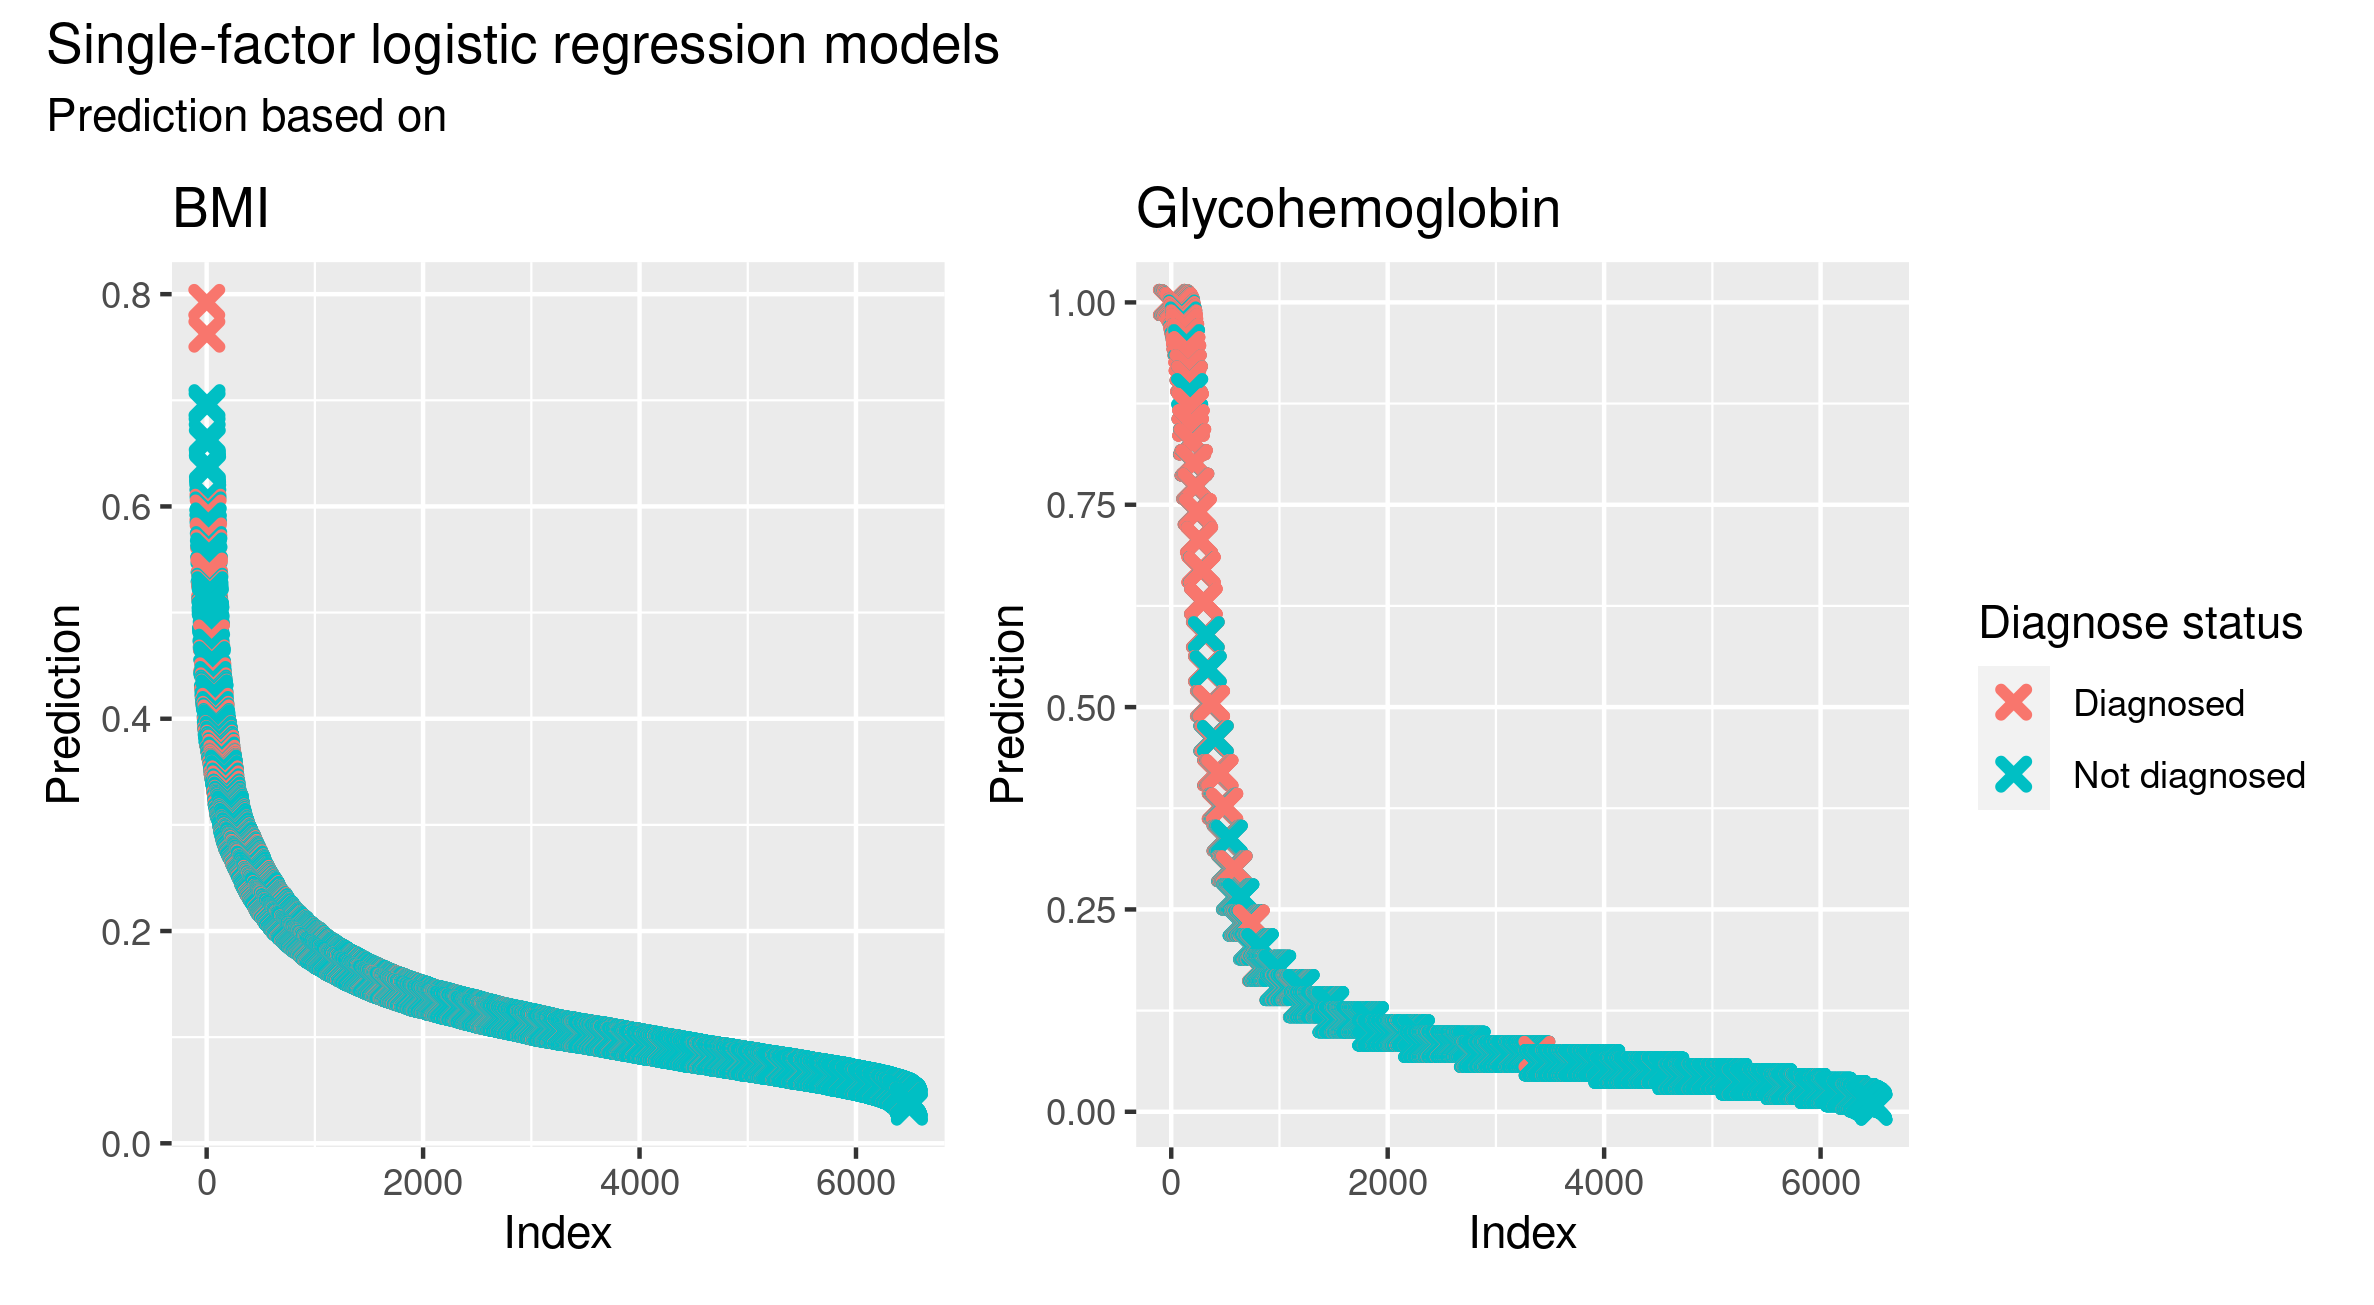 Single-factor logistic regression models
Prediction based on
BMI
0.8
0.6
0.4
0.2
0.0
Prediction
0 2000 4000 6000
Index
Glycohemoglobin
1.00
0.75
0.50
0.25
0.00
Prediction
0 2000 4000 6000
Index
Diagnose status
Diagnosed
Not diagnosed